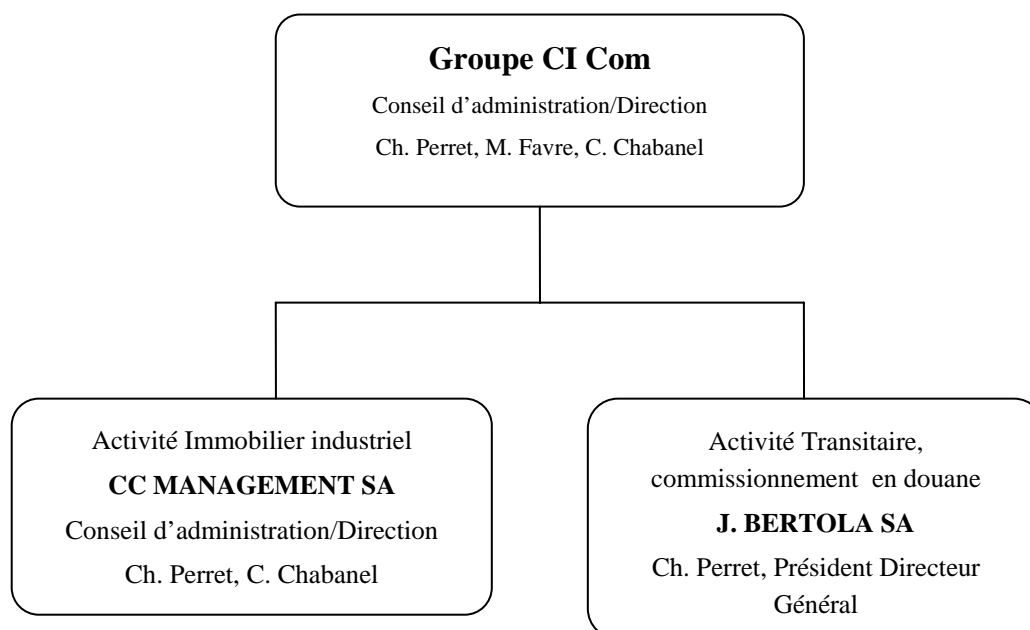 Groupe CI Com
Conseil d’administration/Direction
Ch. Perret, M. Favre, C. Chabanel
Activité Immobilier industriel
CC MANAGEMENT SA
Conseil d’administration/Direction
Ch. Perret, C. Chabanel
Activité Transitaire,
commissionnement en douane
J. BERTOLA SA
Ch. Perret, Président Directeur
Général